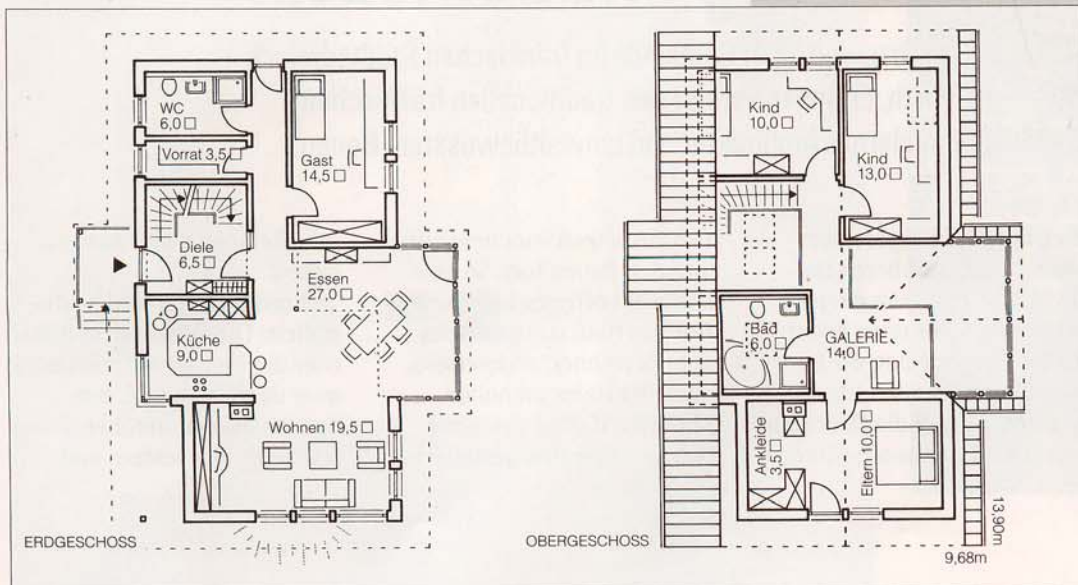 WC
6,0 □
Vorrat 3,5 □
Gast
14,5 □
Diele
6,5 □
Essen
27,0 □
Küche
9,0 □
Wohnen 19,5 □
ERDGESCHOSS
Kind
10,0 □
Kind
13,0 □
Bad
6,0 □
GALERIE
14,0 □
Ankleide
3,5 □
Eltern 10,0 □
13,90m
9,68m
OBERGESCHOSS